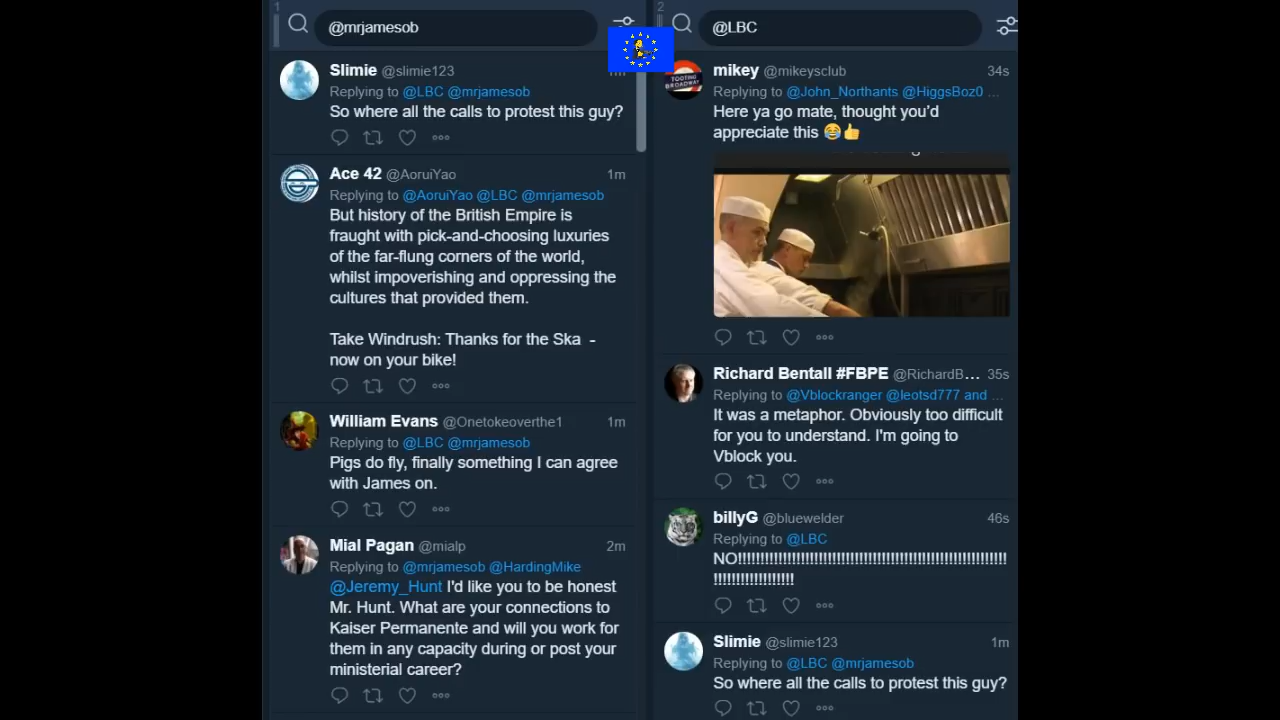 1
@mrjamesob
Slimie @slimie123
Replying to @LBC @mrjamesob
So where all the calls to protest this guy?
Ace 42 @AoruiYao 1m
Replying to @AoruiYao @LBC @mrjamesob
But history of the British Empire is
fraught with pick-and-choosing luxuries
of the far-flung corners of the world,
whilst impoverishing and oppressing the
cultures that provided them.
Take Windrush: Thanks for the Ska -
now on your bike!
William Evans @Onetokeoverthe1 1m
Replying to @LBC @mrjamesob
Pigs do fly, finally something I can agree
with James on.
Mial Pagan @mialp 2m
Replying to @mrjamesob @HardingMike
@Jeremy_Hunt I'd like you to be honest
Mr. Hunt. What are your connections to
Kaiser Permanente and will you work for
them in any capacity during or post your
ministerial career?
2
@LBC
TOOTING
BROADWAY
mikey @mikeysclub 34s
Replying to @John_Northants @HiggsBoz0 ...
Here ya go mate, thought you'd
appreciate this 😂👍
Richard Bentall #FBPE @RichardB... 35s
Replying to @Vblockranger @leotsd777 and ...
It was a metaphor. Obviously too difficult
for you to understand. I'm going to
Vblock you.
billyG @bluewelder 46s
Replying to @LBC
NO!!!!!!!!!!!!!!!!!!!!!!!!!!!!!!!!!!!!!!!!!!!!!!!!!!!!!!!!!!!!
!!!!!!!!!!!!!!!!!!
Slimie @slimie123 1m
Replying to @LBC @mrjamesob
So where all the calls to protest this guy?